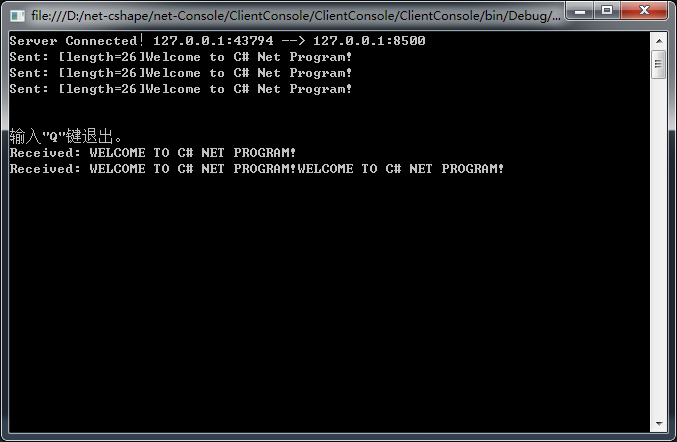 file:///D:/net-cshape/net-Console/ClientConsole/ClientConsole/ClientConsole/bin/Debug/...
Server Connected! 127.0.0.1:43794 --> 127.0.0.1:8500
Sent: [length=26]Welcome to C# Net Program!
Sent: [length=26]Welcome to C# Net Program!
Sent: [length=26]Welcome to C# Net Program!
输入"Q"键退出。
Received: WELCOME TO C# NET PROGRAM!
Received: WELCOME TO C# NET PROGRAM!WELCOME TO C# NET PROGRAM!